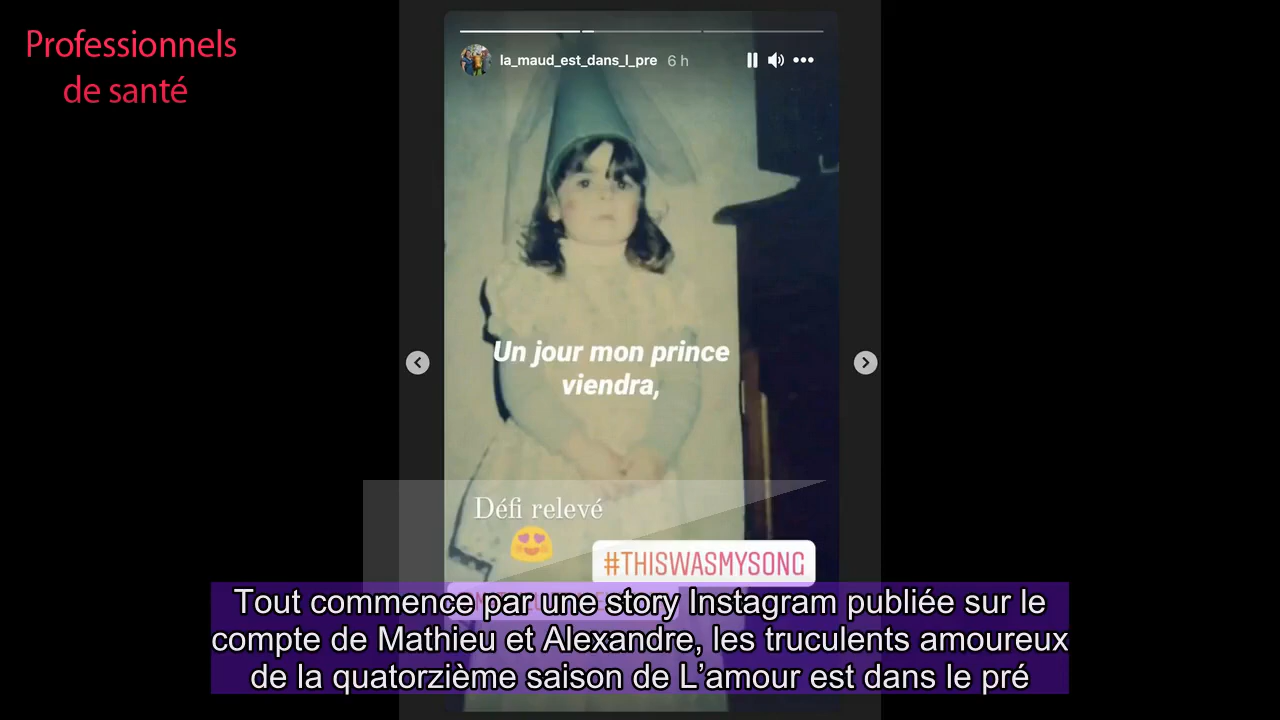 Professionnels
de santé
la_maud_est_dans_l_pre 6 h
Un jour mon prince
viendra,
Défi relevé
#THISWASMYSONG
Tout commence par une story Instagram publiée sur le
compte de Mathieu et Alexandre, les truculents amoureux
de la quatorzième saison de L’amour est dans le pré